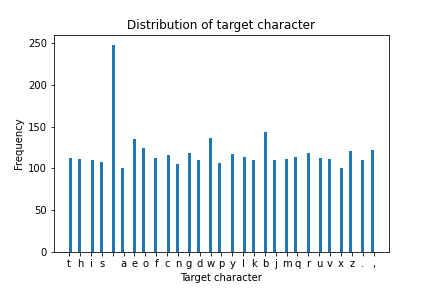 Distribution of target character
250
200
150
100
50
0
Frequency
t h i s a e o f c n g d w p y l k b j m q r u v x z . ,
Target character